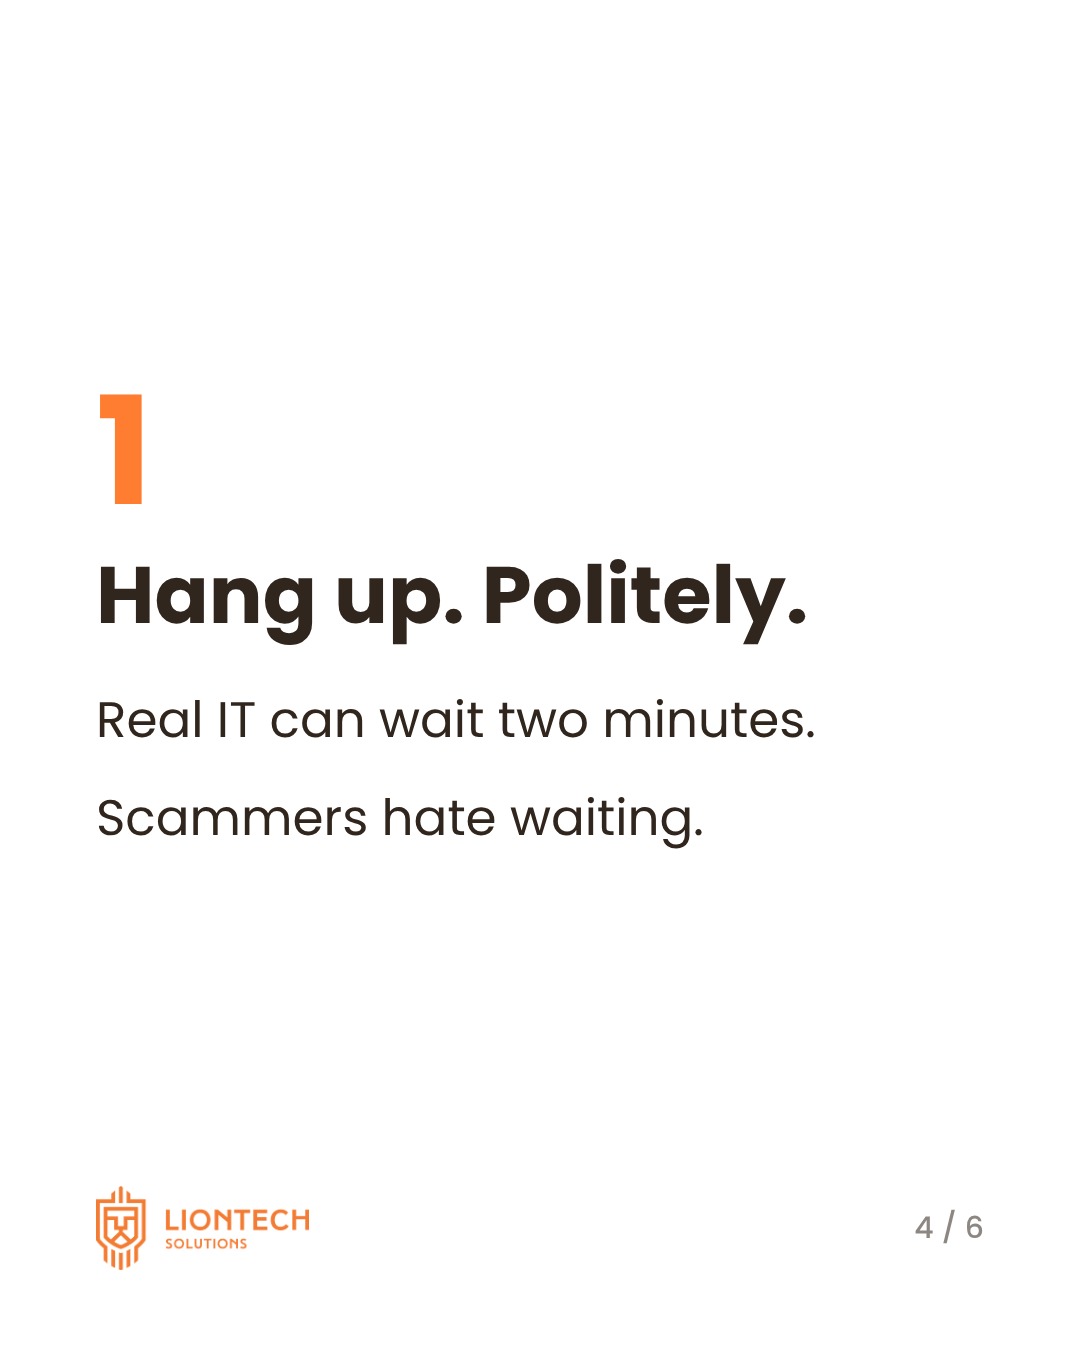 1
Hang up. Politely.
Real IT can wait two minutes.
Scammers hate waiting.
LIONTECH
SOLUTIONS
4 / 6